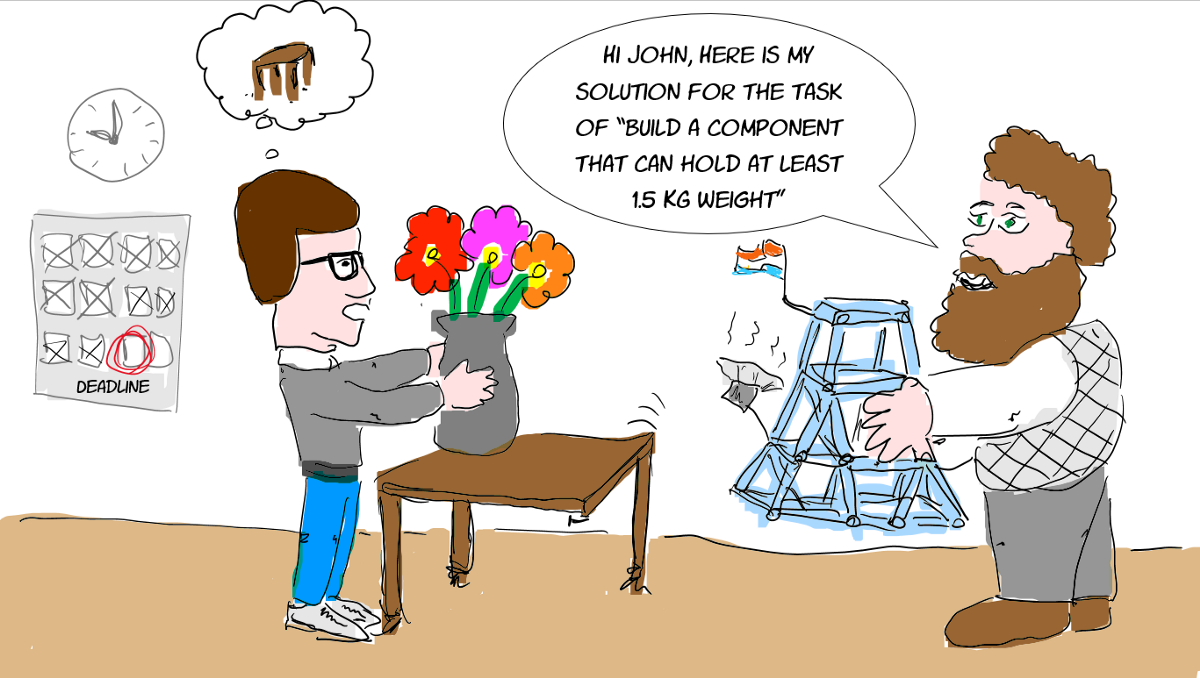 HI JOHN, HERE IS MY
SOLUTION FOR THE TASK
OF "BUILD A COMPONENT
THAT CAN HOLD AT LEAST
1.5 KG WEIGHT"
DEADLINE